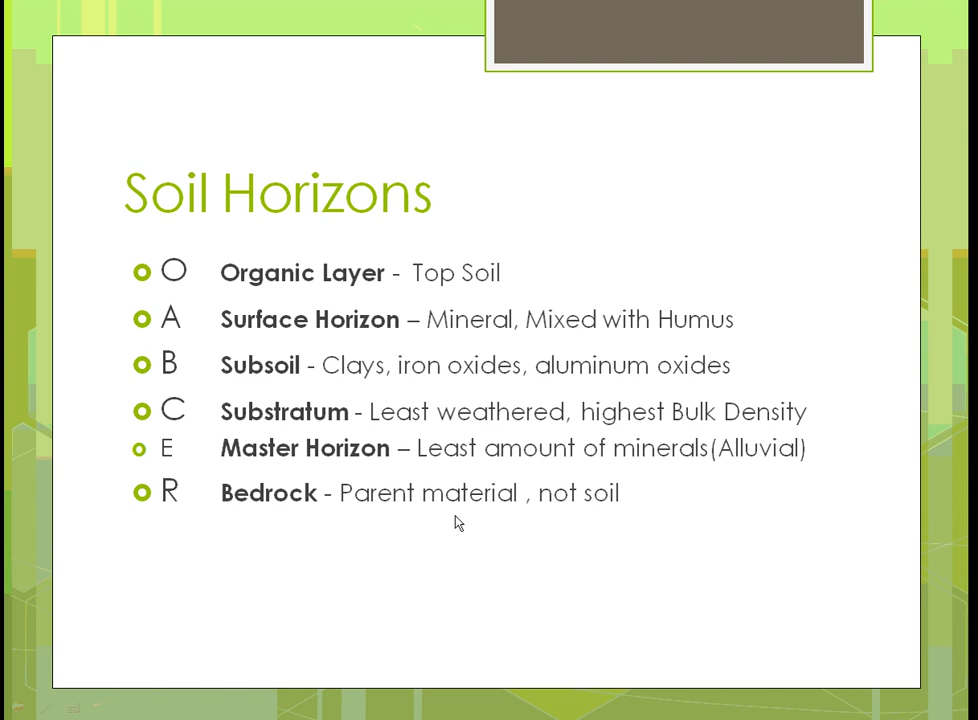 Soil Horizons
O Organic Layer - Top Soil
A Surface Horizon – Mineral, Mixed with Humus
B Subsoil - Clays, iron oxides, aluminum oxides
C Substratum - Least weathered, highest Bulk Density
E Master Horizon – Least amount of minerals(Alluvial)
R Bedrock - Parent material , not soil